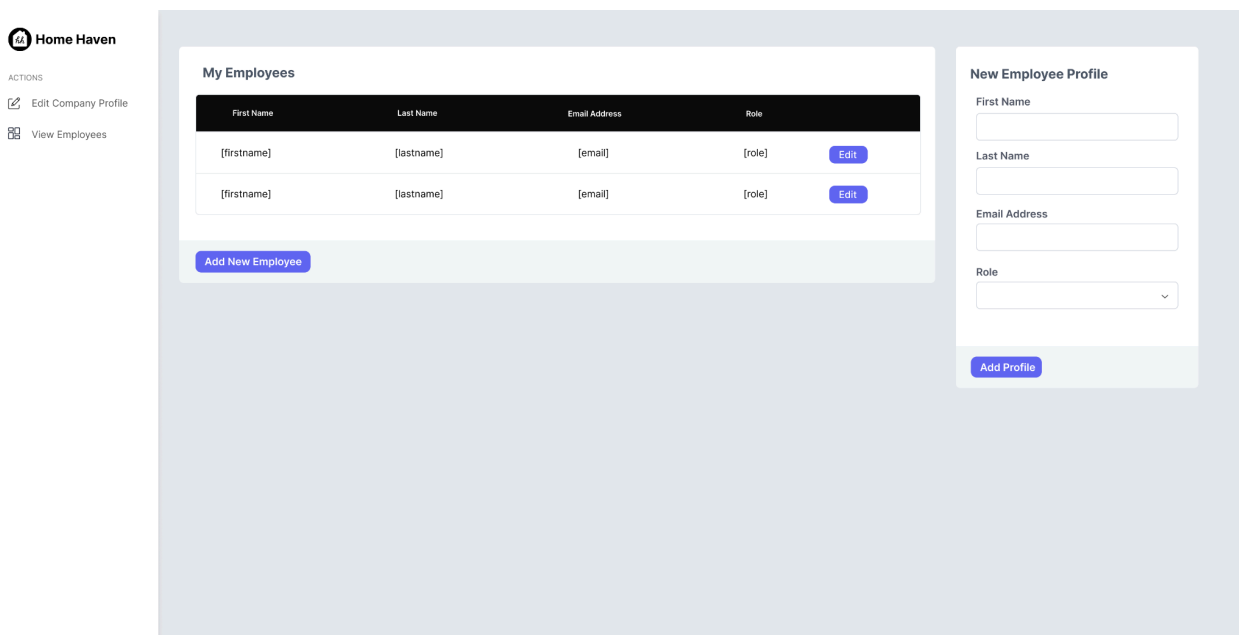 Home Haven
ACTIONS
Edit Company Profile
View Employees
My Employees
First Name Last Name Email Address Role
[firstname] [lastname] [email] [role] Edit
[firstname] [lastname] [email] [role] Edit
Add New Employee
New Employee Profile
First Name
Last Name
Email Address
Role
Add Profile